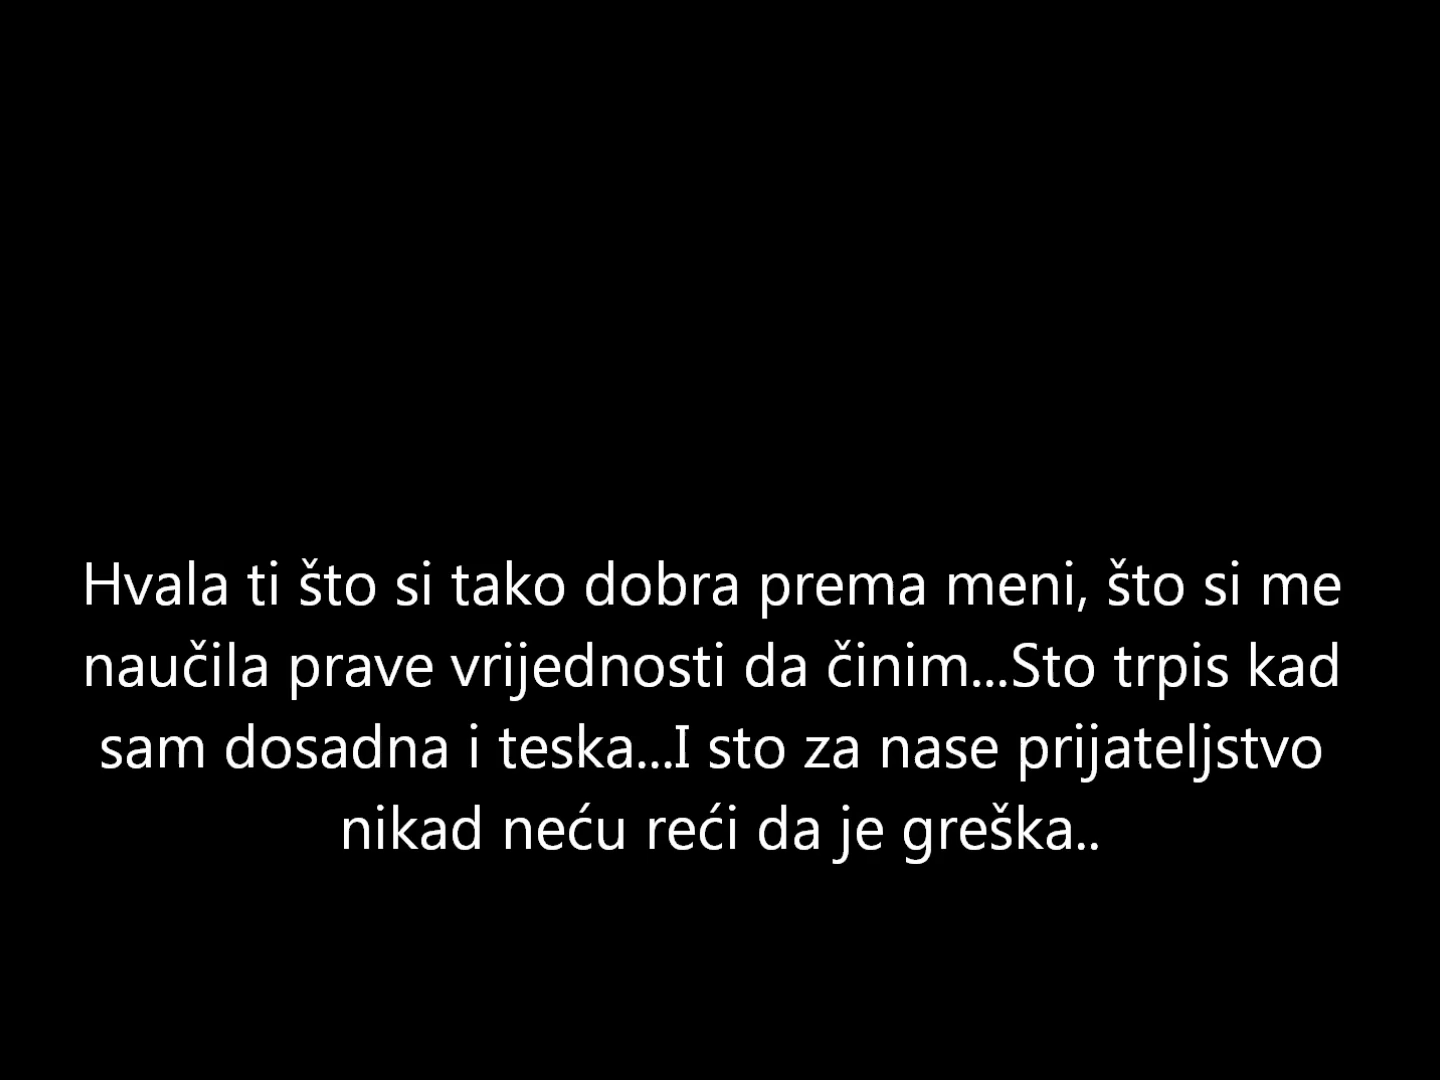 Hvala ti što si tako dobra prema meni, što si me
naučila prave vrijednosti da činim...Sto trpis kad
sam dosadna i teska...I sto za nase prijateljstvo
nikad neću reći da je greška..